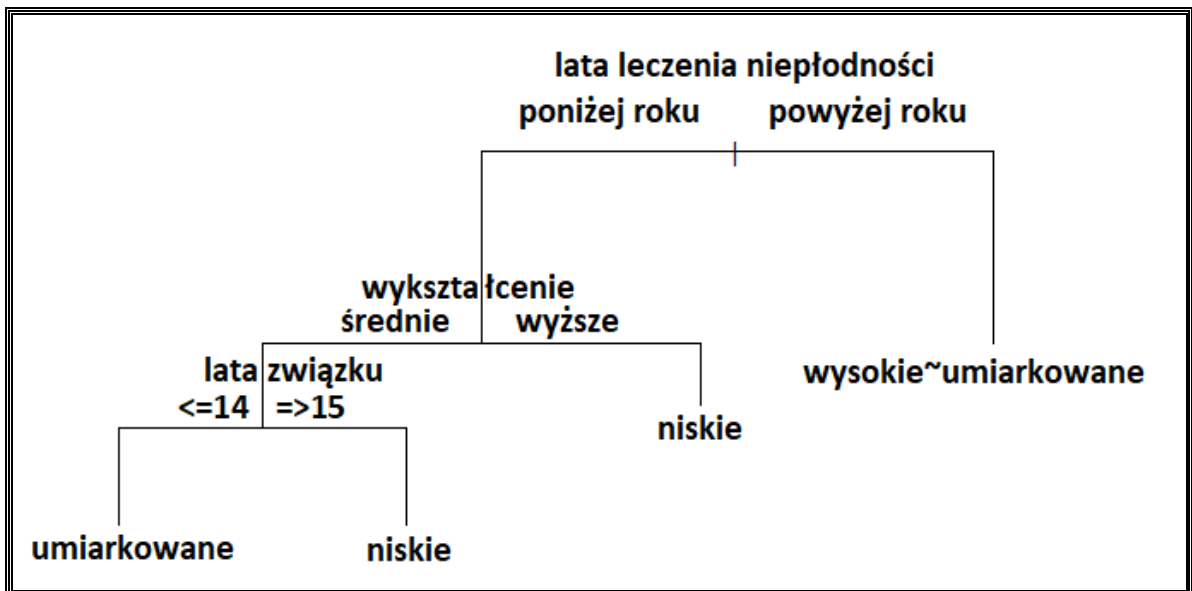 lata leczenia niepłodności
poniżej roku powyżej roku
wykształcenie
średnie wyższe
lata związku
<=14 =>15
wysokie~umiarkowane
niskie
umiarkowane niskie